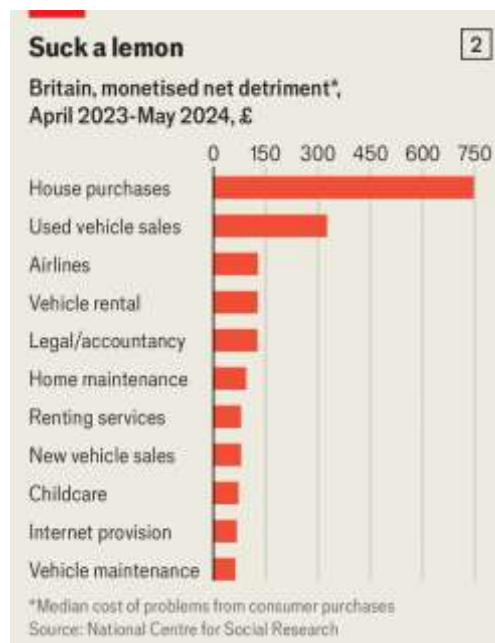 Suck a lemon
2
Britain, monetised net detriment*,
April 2023-May 2024, £
0 150 300 450 600 750
House purchases
Used vehicle sales
Airlines
Vehicle rental
Legal/accountancy
Home maintenance
Renting services
New vehicle sales
Childcare
Internet provision
Vehicle maintenance
*Median cost of problems from consumer purchases
Source: National Centre for Social Research